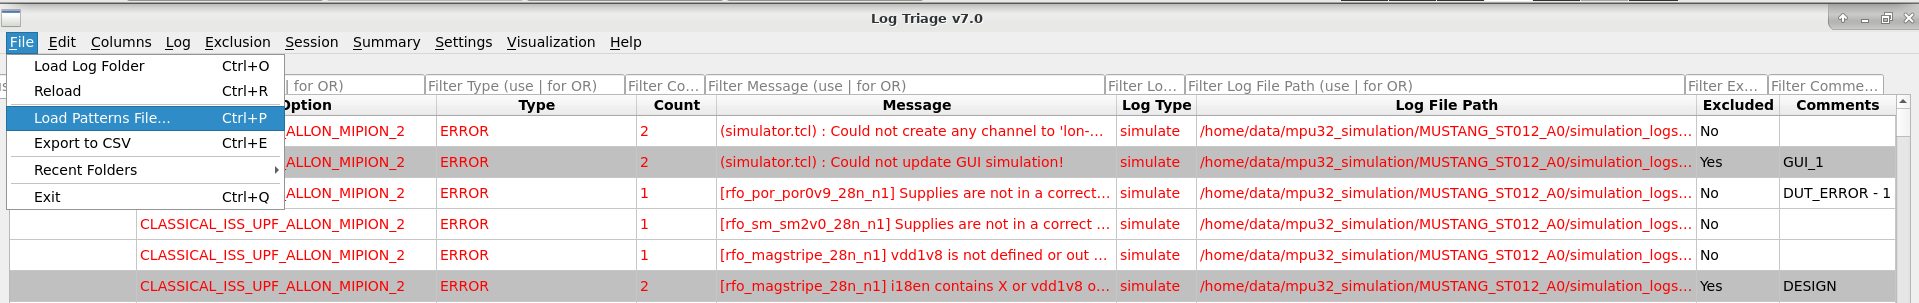 Log Triage v7.0
File Edit Columns Log Exclusion Session Summary Settings Visualization Help
Load Log Folder Ctrl+O
Reload Ctrl+R
Load Patterns File... Ctrl+P
Export to CSV Ctrl+E
Recent Folders
Exit Ctrl+Q
| for OR) Filter Type (use | for OR) Filter Co... Filter Message (use | for OR) Filter Lo... Filter Log File Path (use | for OR) Filter Ex... Filter Comme...
Option Type Count Message Log Type Log File Path Excluded Comments
ALLON_MIPION_2 ERROR 2 (simulator.tcl) : Could not create any channel to 'lon-... simulate /home/data/mpu32_simulation/MUSTANG_ST012_A0/simulation_logs... No
ALLON_MIPION_2 ERROR 2 (simulator.tcl) : Could not update GUI simulation! simulate /home/data/mpu32_simulation/MUSTANG_ST012_A0/simulation_logs... Yes GUI_1
ALLON_MIPION_2 ERROR 1 [rfo_por_por0v9_28n_n1] Supplies are not in a correct... simulate /home/data/mpu32_simulation/MUSTANG_ST012_A0/simulation_logs... No DUT_ERROR - 1
CLASSICAL_ISS_UPF_ALLON_MIPION_2 ERROR 1 [rfo_sm_sm2v0_28n_n1] Supplies are not in a correct ... simulate /home/data/mpu32_simulation/MUSTANG_ST012_A0/simulation_logs... No
CLASSICAL_ISS_UPF_ALLON_MIPION_2 ERROR 1 [rfo_magstripe_28n_n1] vdd1v8 is not defined or out ... simulate /home/data/mpu32_simulation/MUSTANG_ST012_A0/simulation_logs... No
CLASSICAL_ISS_UPF_ALLON_MIPION_2 ERROR 2 [rfo_magstripe_28n_n1] i18en contains X or vdd1v8 o... simulate /home/data/mpu32_simulation/MUSTANG_ST012_A0/simulation_logs... Yes DESIGN